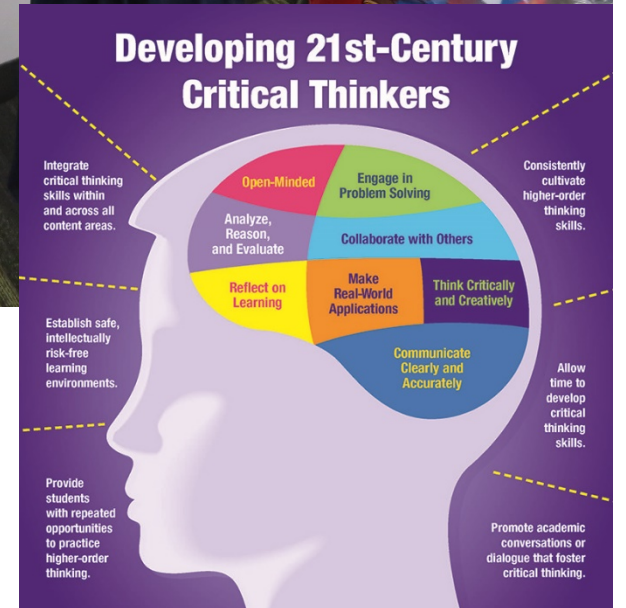 Developing 21st-Century
Critical Thinkers
Integrate
critical thinking
skills within
and across all
content areas.
Establish safe,
intellectually
risk-free
learning
environments.
Provide
students
with repeated
opportunities
to practice
higher-order
thinking.
Open-Minded
Engage in
Problem Solving
Analyze,
Reason,
and Evaluate
Collaborate with Others
Reflect on
Learning
Make
Real-World
Applications
Think Critically
and Creatively
Communicate
Clearly and
Accurately
Consistently
cultivate
higher-order
thinking
skills.
Allow
time to
develop
critical
thinking
skills.
Promote academic
conversations or
dialogue that foster
critical thinking.